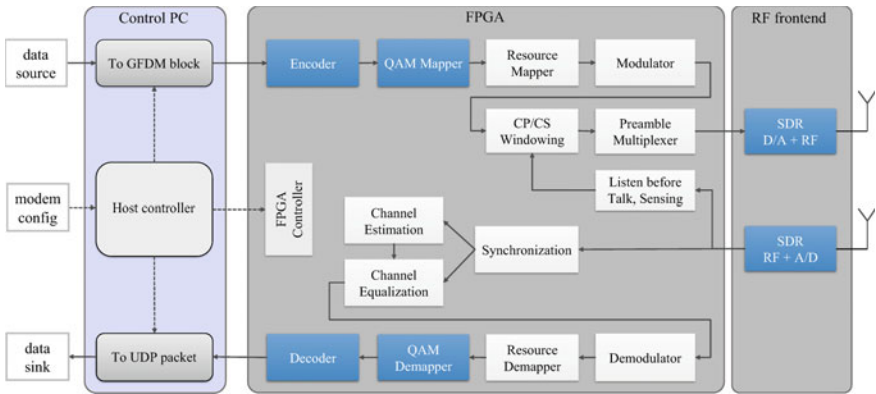 Control PC
FPGA
RF frontend
data
source
To GFDM block
Encoder
QAM Mapper
Resource
Mapper
Modulator
CP/CS
Windowing
Preamble
Multiplexer
SDR
D/A + RF
modem
config
Host controller
FPGA
Controller
Channel
Estimation
Listen before
Talk, Sensing
Synchronization
SDR
RF + A/D
Channel
Equalization
data
sink
To UDP packet
Decoder
QAM
Demapper
Resource
Demapper
Demodulator